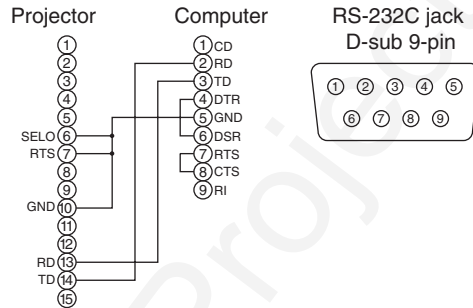 Projector
1
2
3
4
5
SELO 6
RTS 7
8
9
GND 10
11
12
RD 13
TD 14
15
Computer
1 CD
2 RD
3 TD
4 DTR
5 GND
6 DSR
7 RTS
8 CTS
9 RI
RS-232C jack
D-sub 9-pin
1 2 3 4 5
6 7 8 9
Project